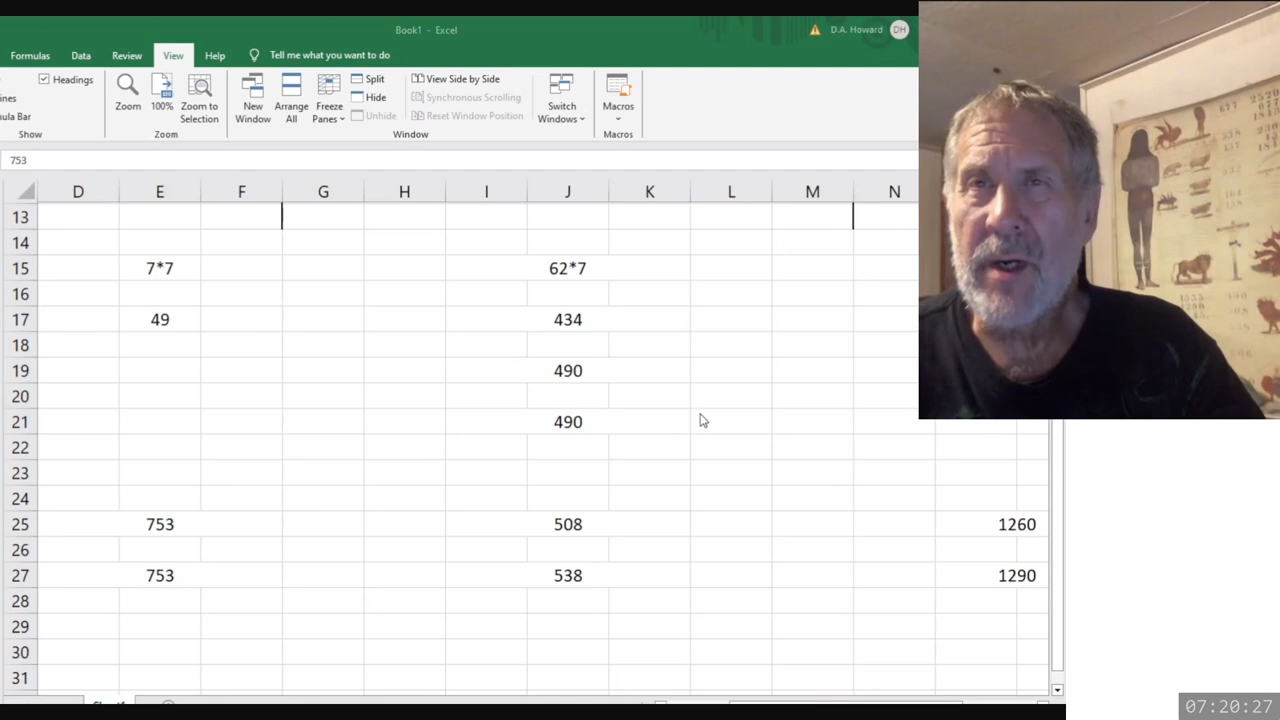 Book1 - Excel
D.A. Howard DH
Formulas Data Review View Help Tell me what you want to do
Headings
Zoom 100% Zoom to Selection
New Window Arrange All Freeze Panes
Split
Hide
Unhide
View Side by Side
Synchronous Scrolling
Reset Window Position
Switch Windows
Macros
Show Zoom Window Macros
753
D E F G H I J K L M N
13
14
15 7*7 62*7
16
17 49 434
18
19 490
20
21 490
22
23
24
25 753 508 1260
26
27 753 538 1290
28
29
30
31
677 2520
07:20:27